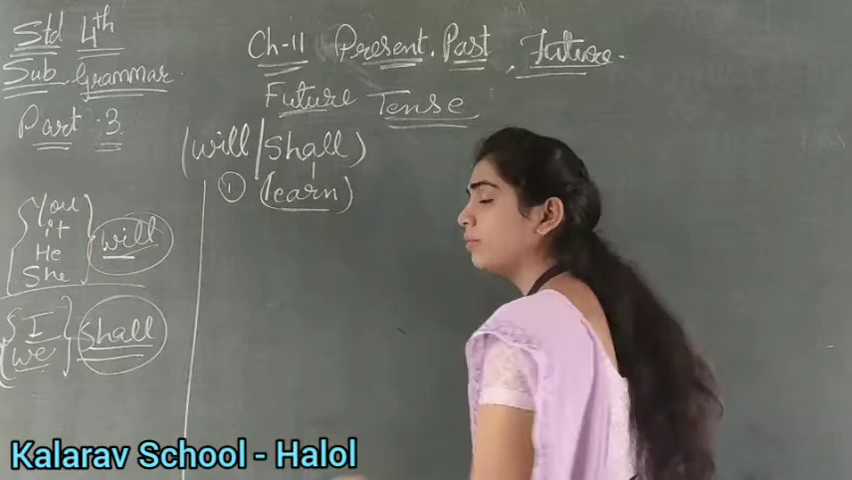 Std 4th
Sub. Grammar.
Part. 3
Ch-11 Present. Past, Future.
Future Tense
(will/shall)
① (learn)
You
it
He
She
will
I
we
shall
Kalarav School - Halol